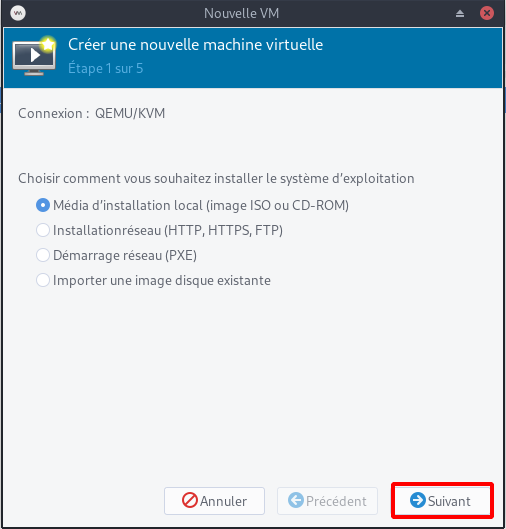 Nouvelle VM
Créer une nouvelle machine virtuelle
Étape 1 sur 5
Connexion : QEMU/KVM
Choisir comment vous souhaitez installer le système d'exploitation
Média d'installation local (image ISO ou CD-ROM)
Installationréseau (HTTP, HTTPS, FTP)
Démarrage réseau (PXE)
Importer une image disque existante
Annuler Précédent Suivant